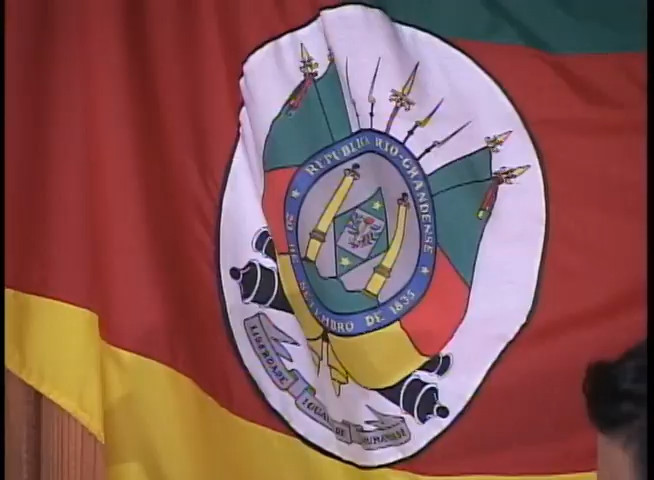 REPUBLICA RIO-GRANDENSE
20 DE SETEMBRO DE 1835
LIBERDADE
IGUALDADE
HUMANIDADE